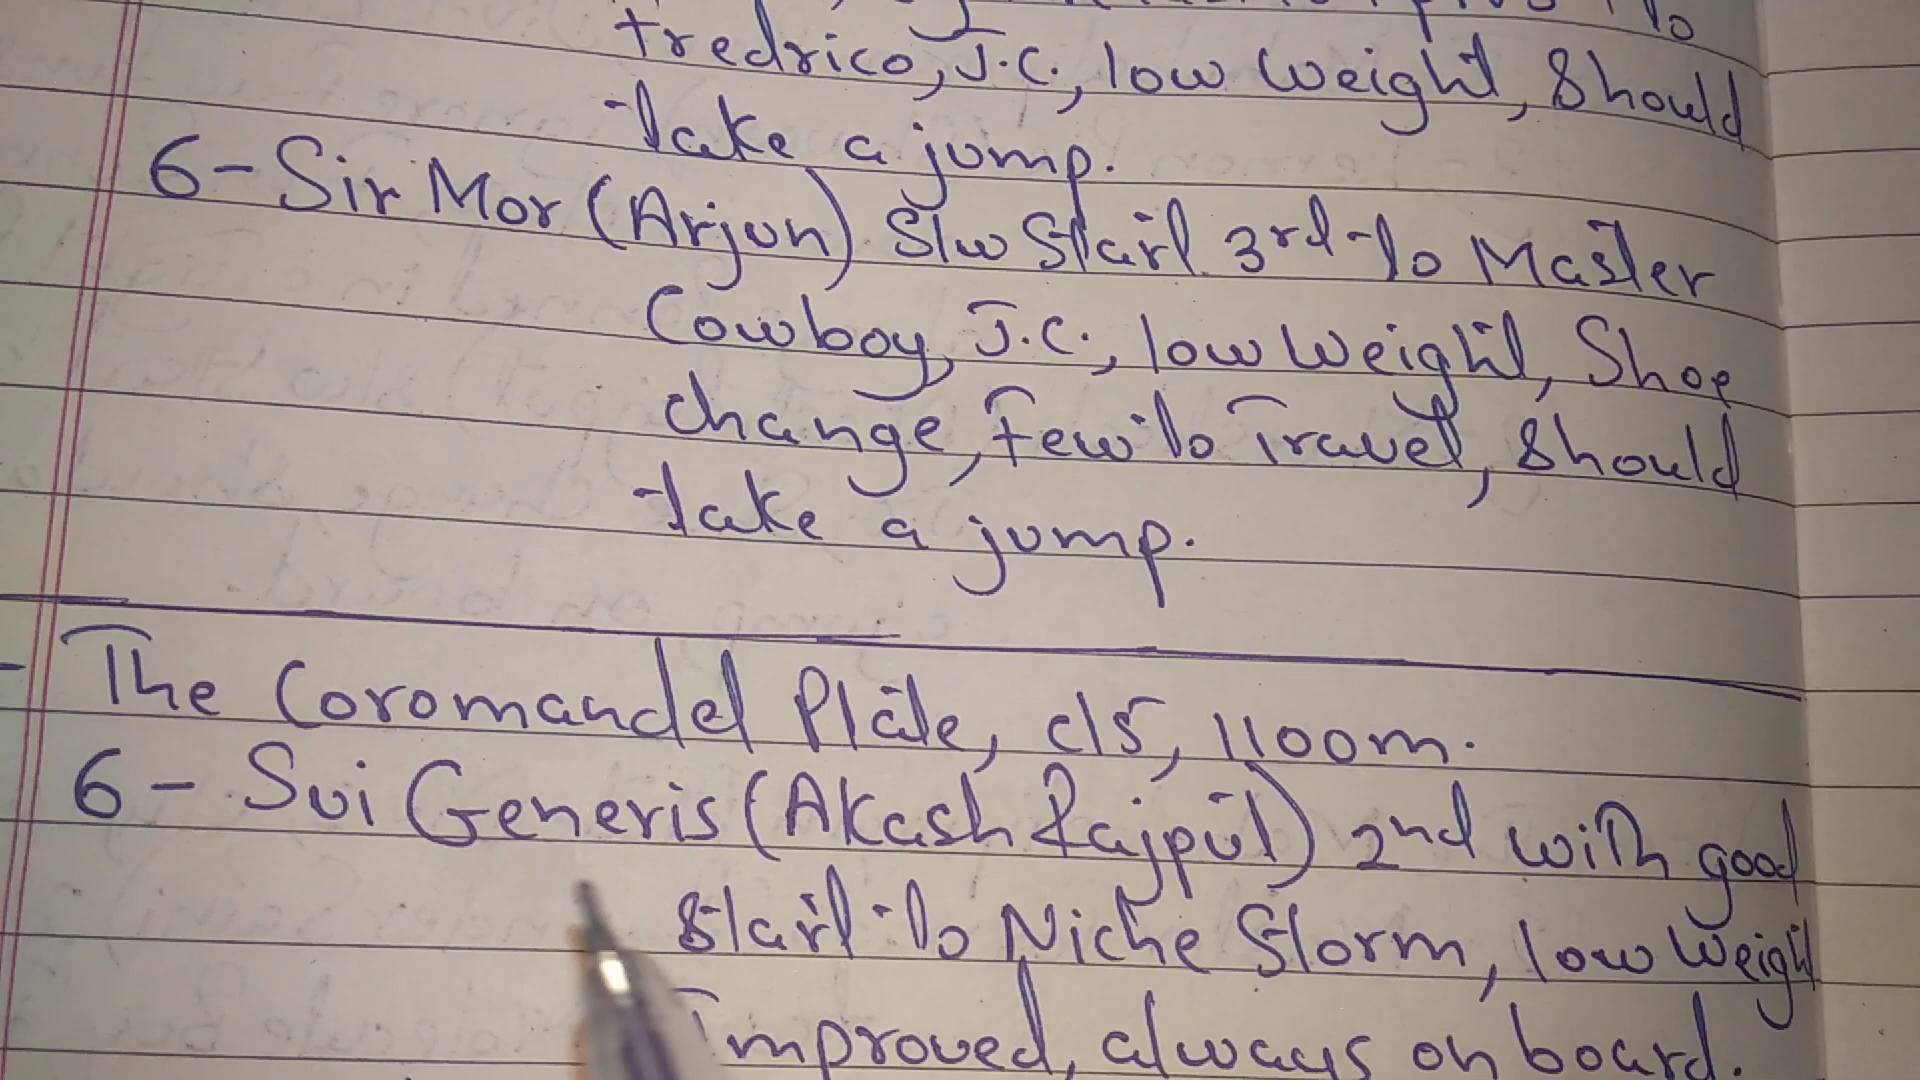 to
Fredrico, J.C., low weight, should
take a jump.
6- Sir Mor (Arjun) Slw Start 3rd to Master
Cowboy, J.C., low weight, Shoe
change, Few to Travel, should
take a jump.
- The Coromandel Plate, cl5, 1100m.
6- Sui Generis (Akash Rajput) 2nd with good
start to Niche Storm, low weight
Improved, always on board.